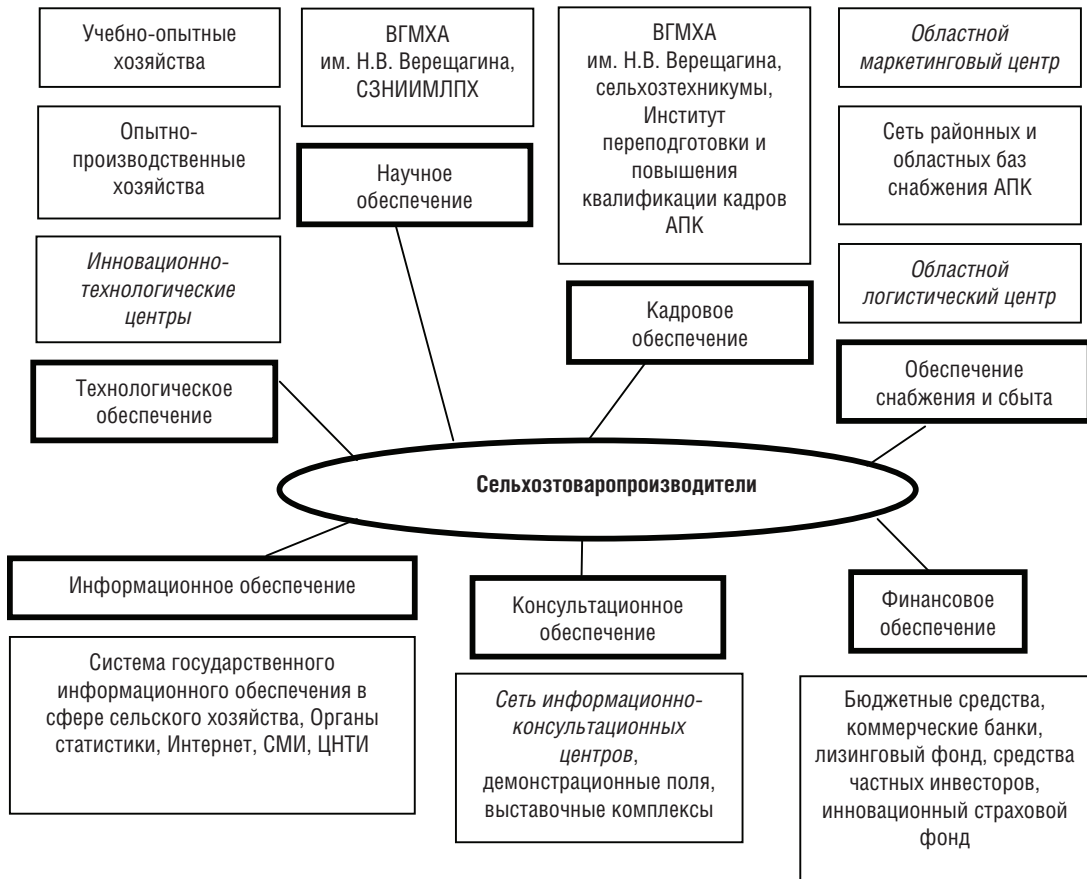 Учебно-опытные
хозяйства
Опытно-
производственные
хозяйства
Инновационно-
технологические
центры
Технологическое
обеспечение
ВГМХА
им. Н.В. Верещагина,
СЗНИИМЛПХ
Научное
обеспечение
ВГМХА
им. Н.В. Верещагина,
сельхозтехникумы,
Институт
переподготовки и
повышения
квалификации кадров
АПК
Кадровое
обеспечение
Областной
маркетинговый центр
Сеть районных и
областных баз
снабжения АПК
Областной
логистический центр
Обеспечение
снабжения и сбыта
Сельхозтоваропроизводители
Информационное обеспечение
Система государственного
информационного обеспечения в
сфере сельского хозяйства, Органы
статистики, Интернет, СМИ, ЦНТИ
Консультационное
обеспечение
Сеть информационно-
консультационных
центров,
демонстрационные поля,
выставочные комплексы
Финансовое
обеспечение
Бюджетные средства,
коммерческие банки,
лизинговый фонд, средства
частных инвесторов,
инновационный страховой
фонд